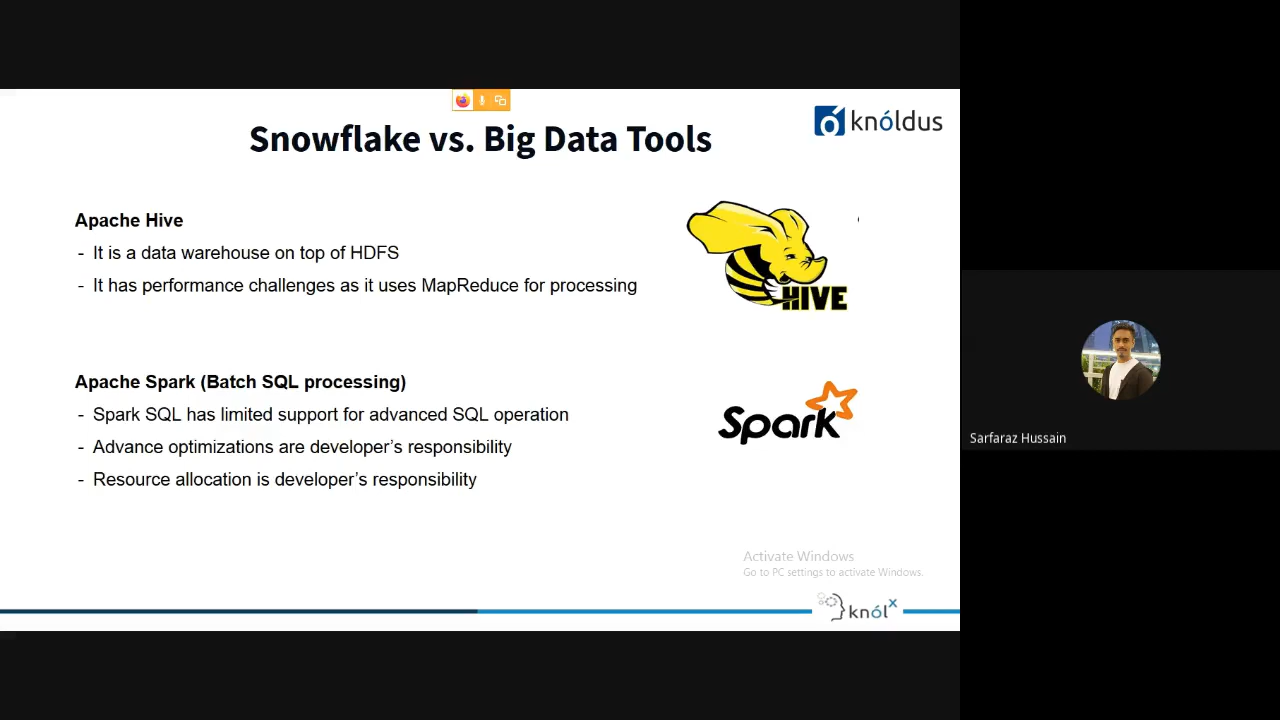 Snowflake vs. Big Data Tools
knóldus
Apache Hive
- It is a data warehouse on top of HDFS
- It has performance challenges as it uses MapReduce for processing
HIVE
Apache Spark (Batch SQL processing)
- Spark SQL has limited support for advanced SQL operation
- Advance optimizations are developer's responsibility
- Resource allocation is developer's responsibility
Spark
Sarfaraz Hussain
Activate Windows
Go to PC settings to activate Windows.
knólx